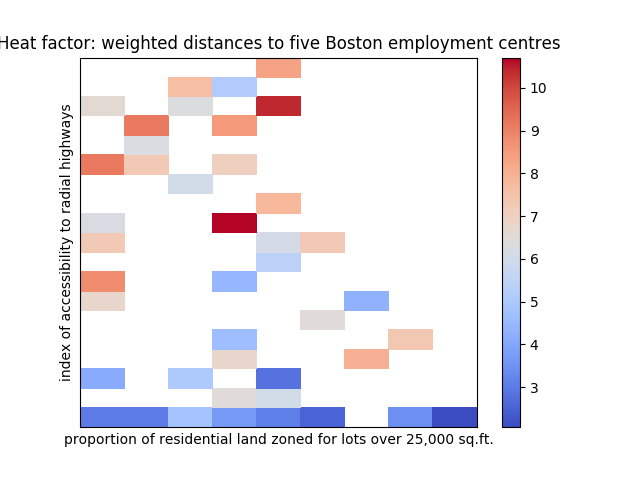 Heat factor: weighted distances to five Boston employment centres
index of accessibility to radial highways
10
9
8
7
6
5
4
3
proportion of residential land zoned for lots over 25,000 sq.ft.